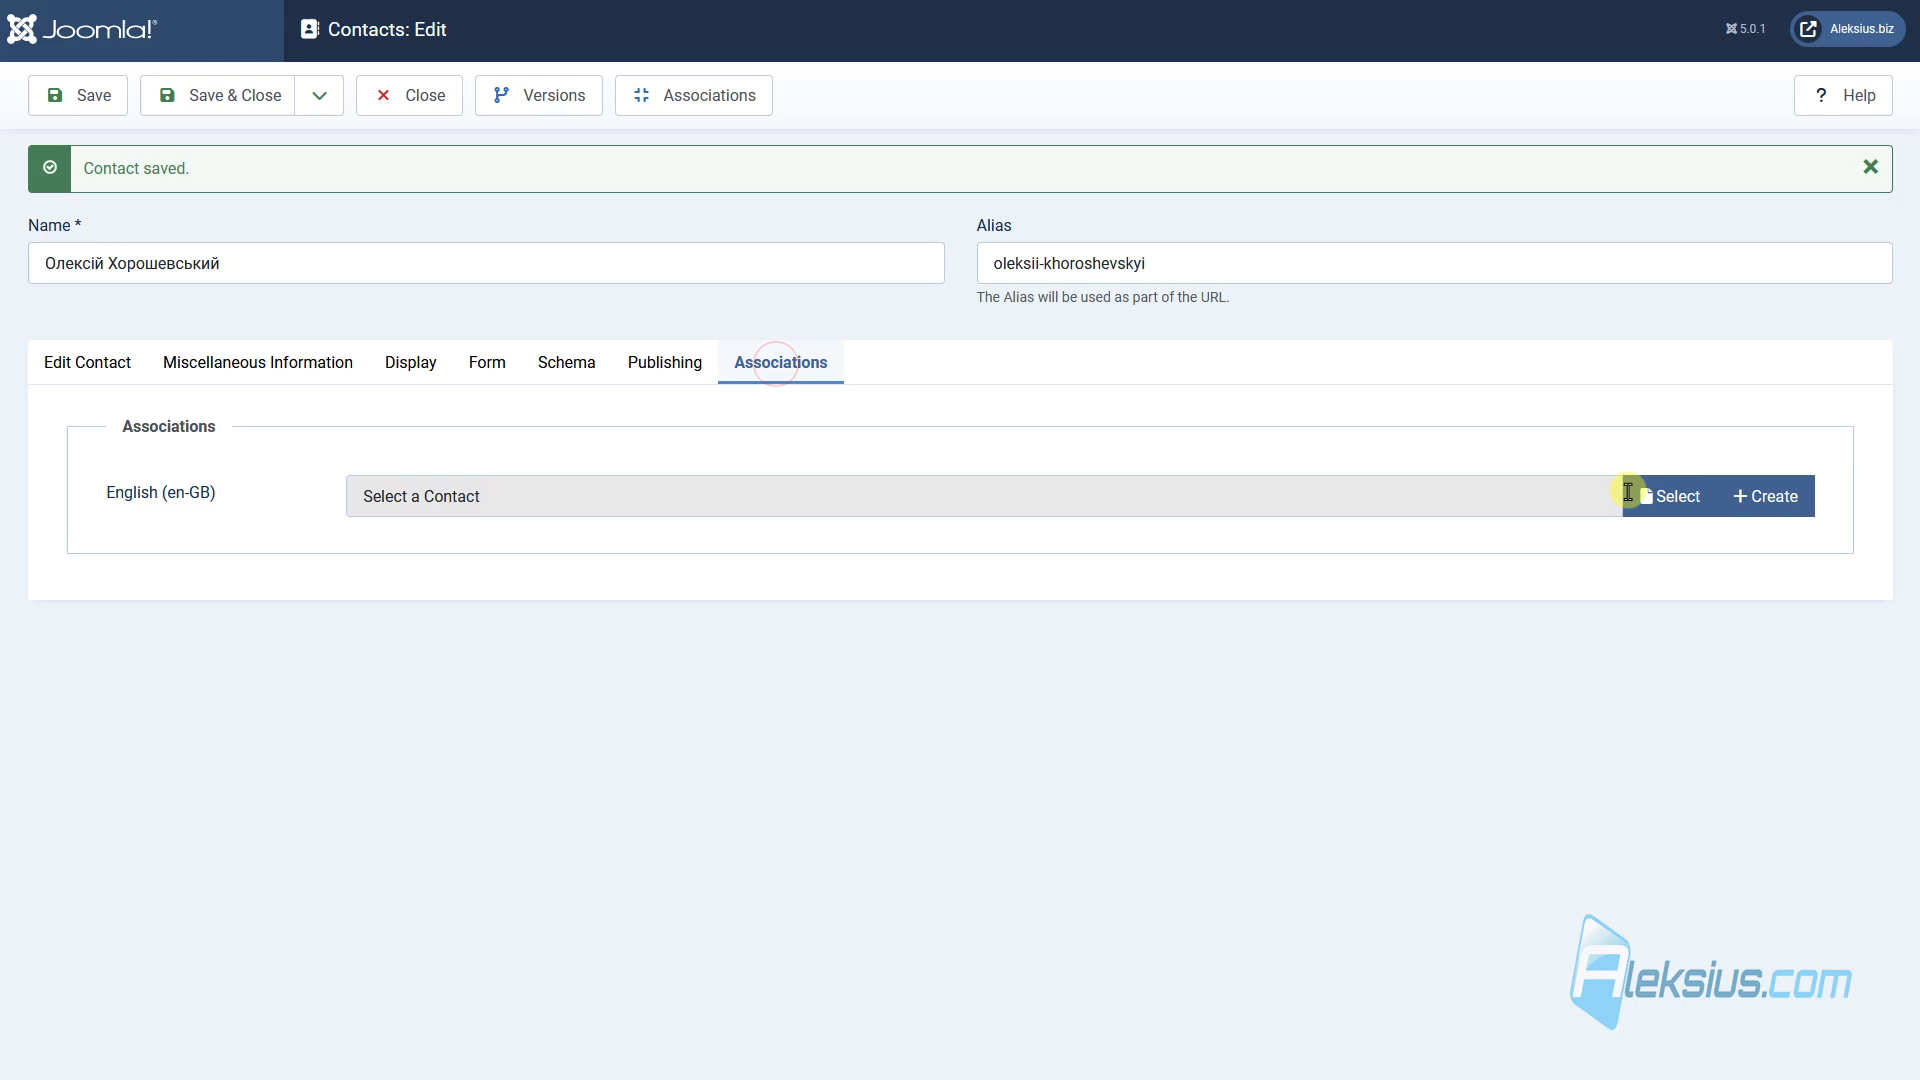 Joomla!®
Contacts: Edit
5.0.1
Aleksius.biz
Save
Save & Close
Close
Versions
Associations
? Help
Contact saved.
Name *
Alias
Олексій Хорошевський
oleksii-khoroshevskyi
The Alias will be used as part of the URL.
Edit Contact
Miscellaneous Information
Display
Form
Schema
Publishing
Associations
Associations
English (en-GB)
Select a Contact
Select
+ Create
Aleksius.com